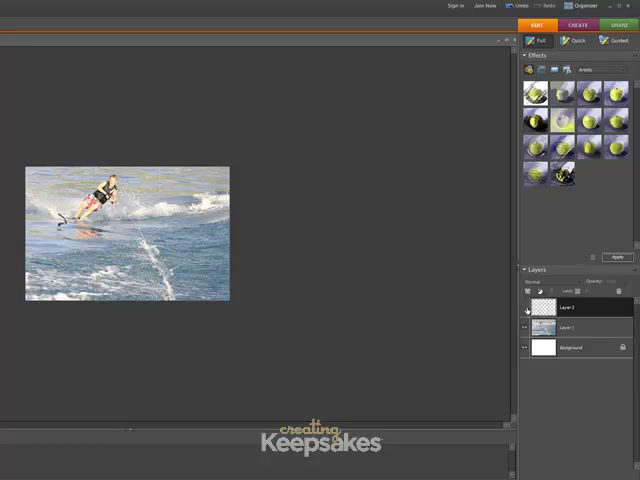 Sign in Join Now Undo Redo Organizer
EDIT CREATE SHARE
Full Quick Guided
Effects
Artistic
Apply
Layers
Normal Opacity:
Lock:
Layer 2
Layer 1
Background
creating
Keepsakes